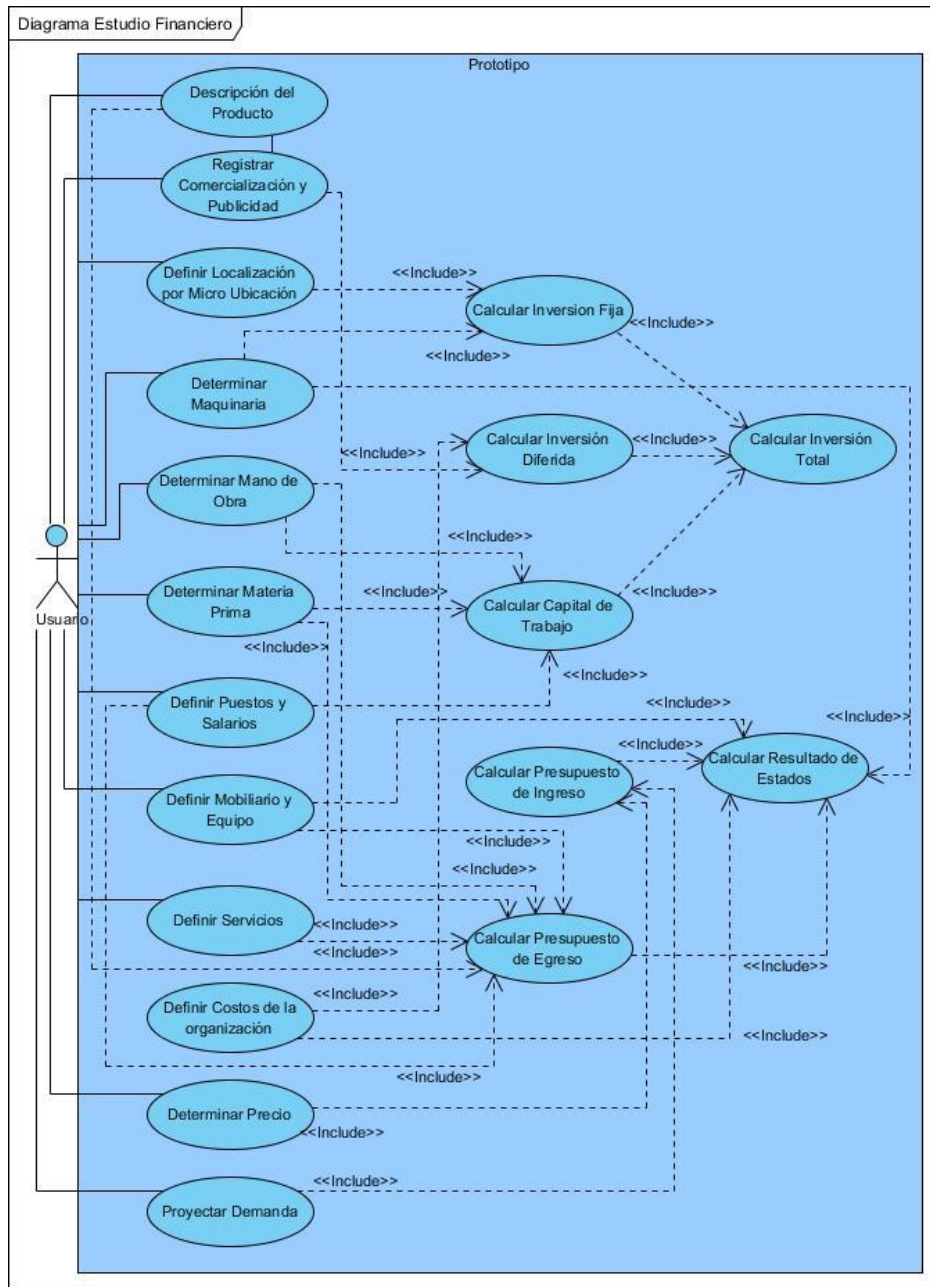 Diagrama Estudio Financiero
Prototipo
Descripción del
Producto
Registrar
Comercialización y
Publicidad
Definir Localización
por Micro Ubicación
<<Include>>
Calcular Inversion Fija
<<Include>>
<<Include>>
Determinar
Maquinaria
Calcular Inversión
Diferida
<<Include>>
Calcular Inversión
Total
<<Include>>
Determinar Mano de
Obra
<<Include>>
Usuario
Determinar Materia
Prima
<<Include>>
Calcular Capital de
Trabajo
<<Include>>
<<Include>>
<<Include>>
Definir Puestos y
Salarios
<<Include>>
<<Include>>
Calcular Presupuesto
de Ingreso
<<Include>>
Calcular Resultado de
Estados
Definir Mobiliario y
Equipo
<<Include>>
<<Include>>
Definir Servicios
<<Include>>
Calcular Presupuesto
de Egreso
<<Include>>
<<Include>>
Definir Costos de la
organización
<<Include>>
<<Include>>
<<Include>>
Determinar Precio
<<Include>>
<<Include>>
Proyectar Demanda